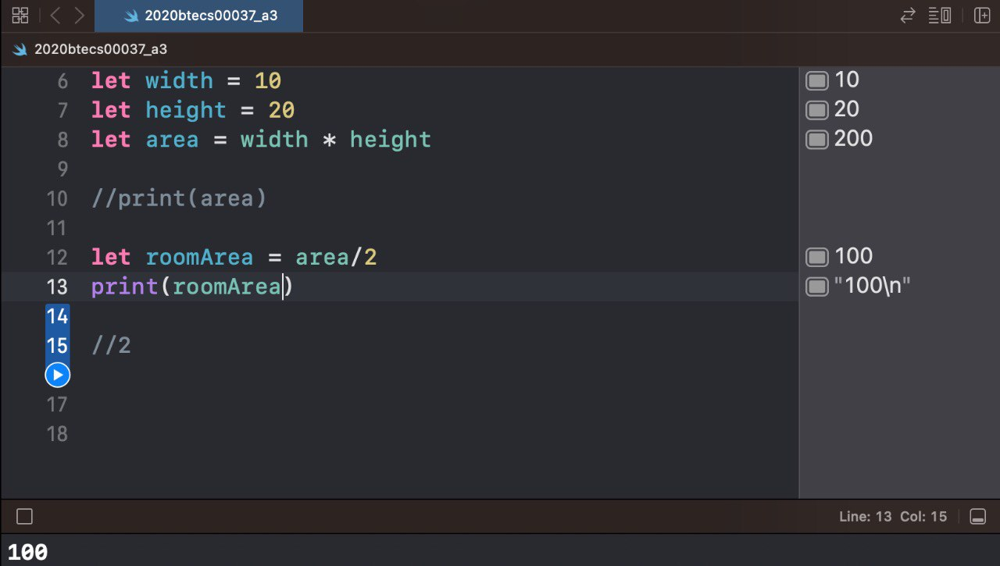 2020btecs00037_a3
2020btecs00037_a3
6 let width = 10 10
7 let height = 20 20
8 let area = width * height 200
9
10 //print(area)
11
12 let roomArea = area/2 100
13 print(roomArea) "100\n"
14
15 //2
17
18
Line: 13 Col: 15
100